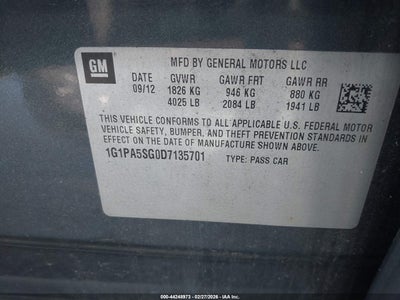 GM
MFD BY GENERAL MOTORS LLC
DATE GVWR GAWR FRT GAWR RR
09/12 1826 KG 946 KG 880 KG
4025 LB 2084 LB 1941 LB
THIS VEHICLE CONFORMS TO ALL APPLICABLE U.S. FEDERAL MOTOR
VEHICLE SAFETY, BUMPER, AND THEFT PREVENTION STANDARDS IN
EFFECT ON THE DATE OF MANUFACTURE SHOWN ABOVE.
1G1PA5SG0D7135701 TYPE: PASS CAR
000-44248973 - 02/27/2026 - IAA, Inc.